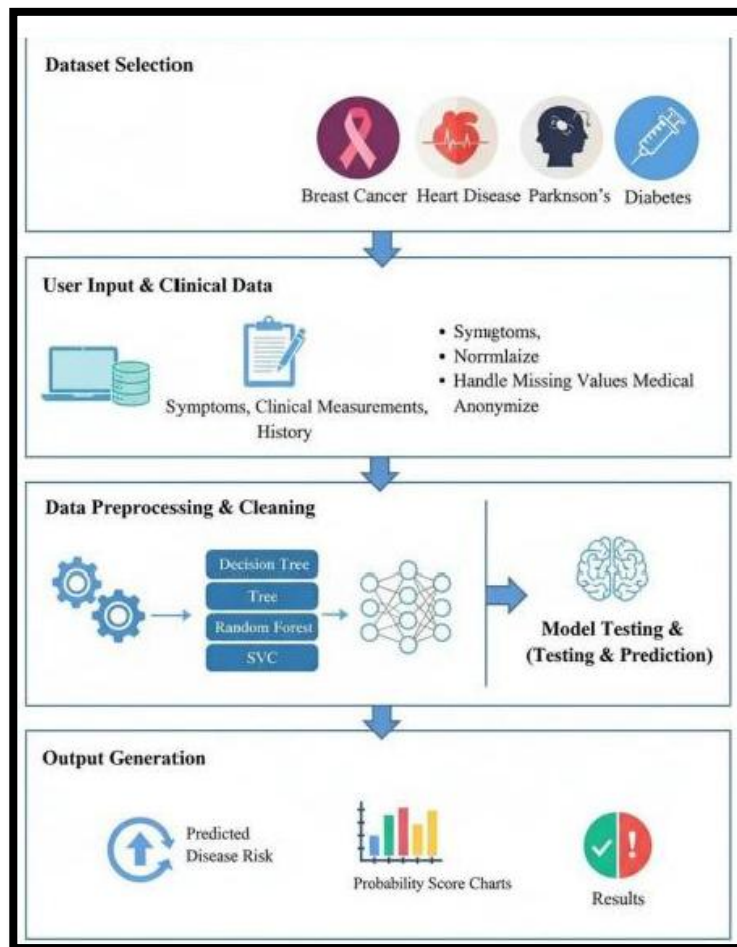 Dataset Selection
Breast Cancer
Heart Disease
Parknson's
Diabetes
User Input & Clinical Data
Symptoms, Clinical Measurements,
History
• Symıgtoms,
• Norrmlaize
• Handle Missing Values Medical
Anonymize
Data Preprocessing & Cleaning
Decision Tree
Tree
Random Forest
SVC
Model Testing &
(Testing & Prediction)
Output Generation
Predicted
Disease Risk
Probability Score Charts
Results